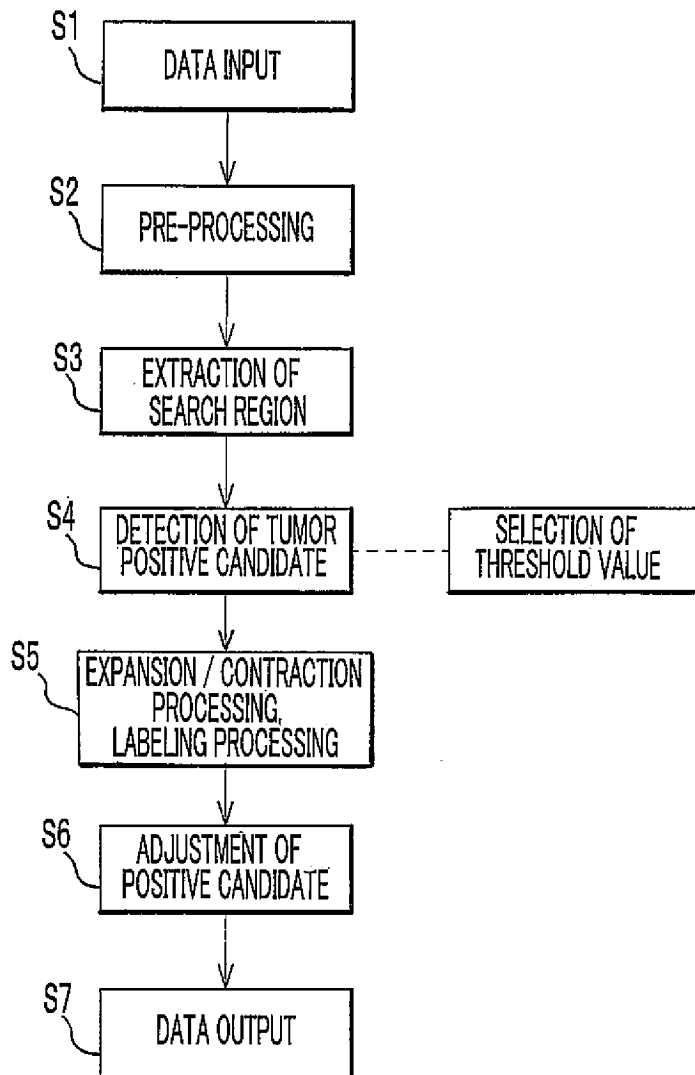 S1
DATA INPUT
S2
PRE-PROCESSING
S3
EXTRACTION OF
SEARCH REGION
S4
DETECTION OF TUMOR
POSITIVE CANDIDATE
SELECTION OF
THRESHOLD VALUE
S5
EXPANSION / CONTRACTION
PROCESSING,
LABELING PROCESSING
S6
ADJUSTMENT OF
POSITIVE CANDIDATE
S7
DATA OUTPUT